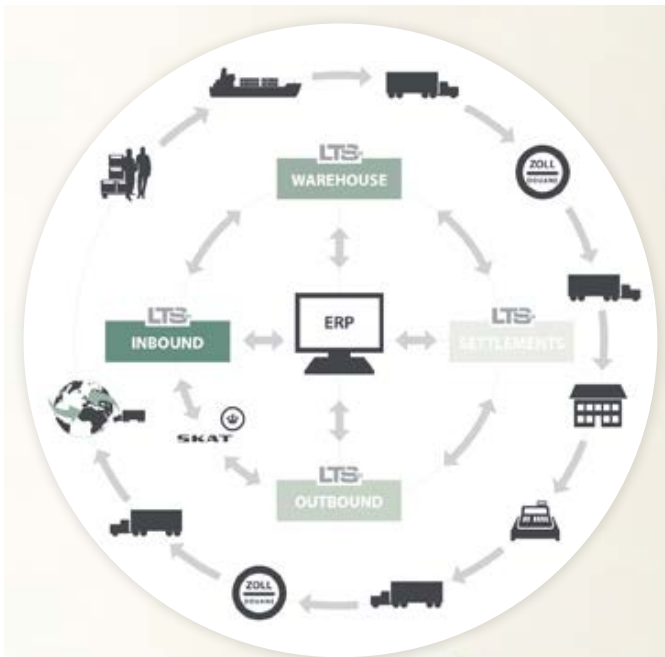 LTS
WAREHOUSE
ZOLL
DOUANE
LTS
INBOUND
ERP
LTS
SETTLEMENTS
SKAT
LTS
OUTBOUND
ZOLL
DOUANE